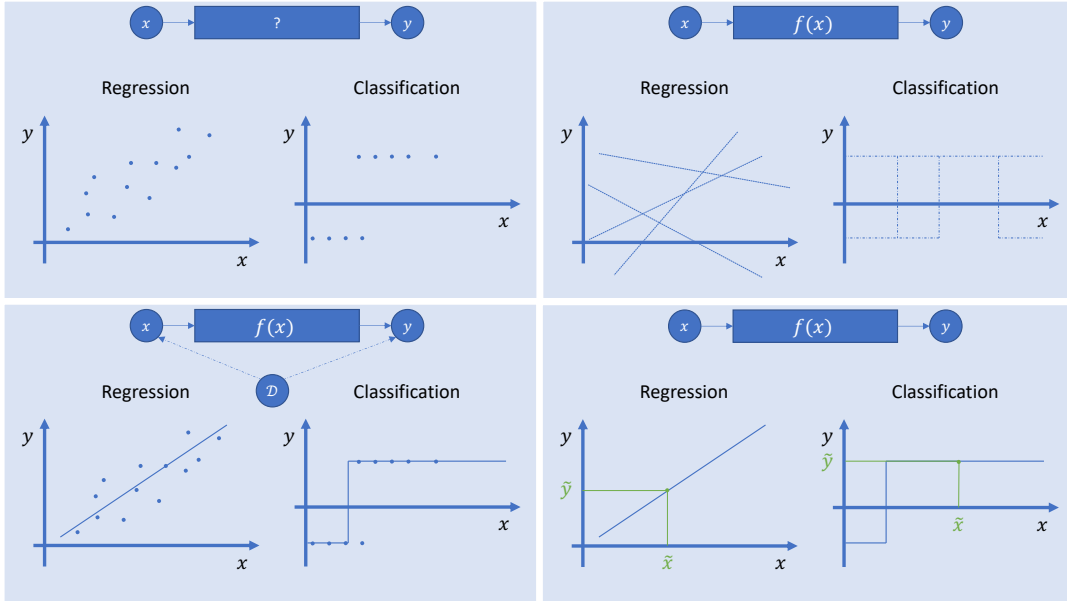 x ? y
Regression Classification
y
x
y
x
x f(x) y
Regression Classification
y
x
y
x
x f(x) y
𝒟
Regression Classification
y
x
y
x
x f(x) y
Regression Classification
y
ỹ
x̃
x
y
ỹ
x̃
x